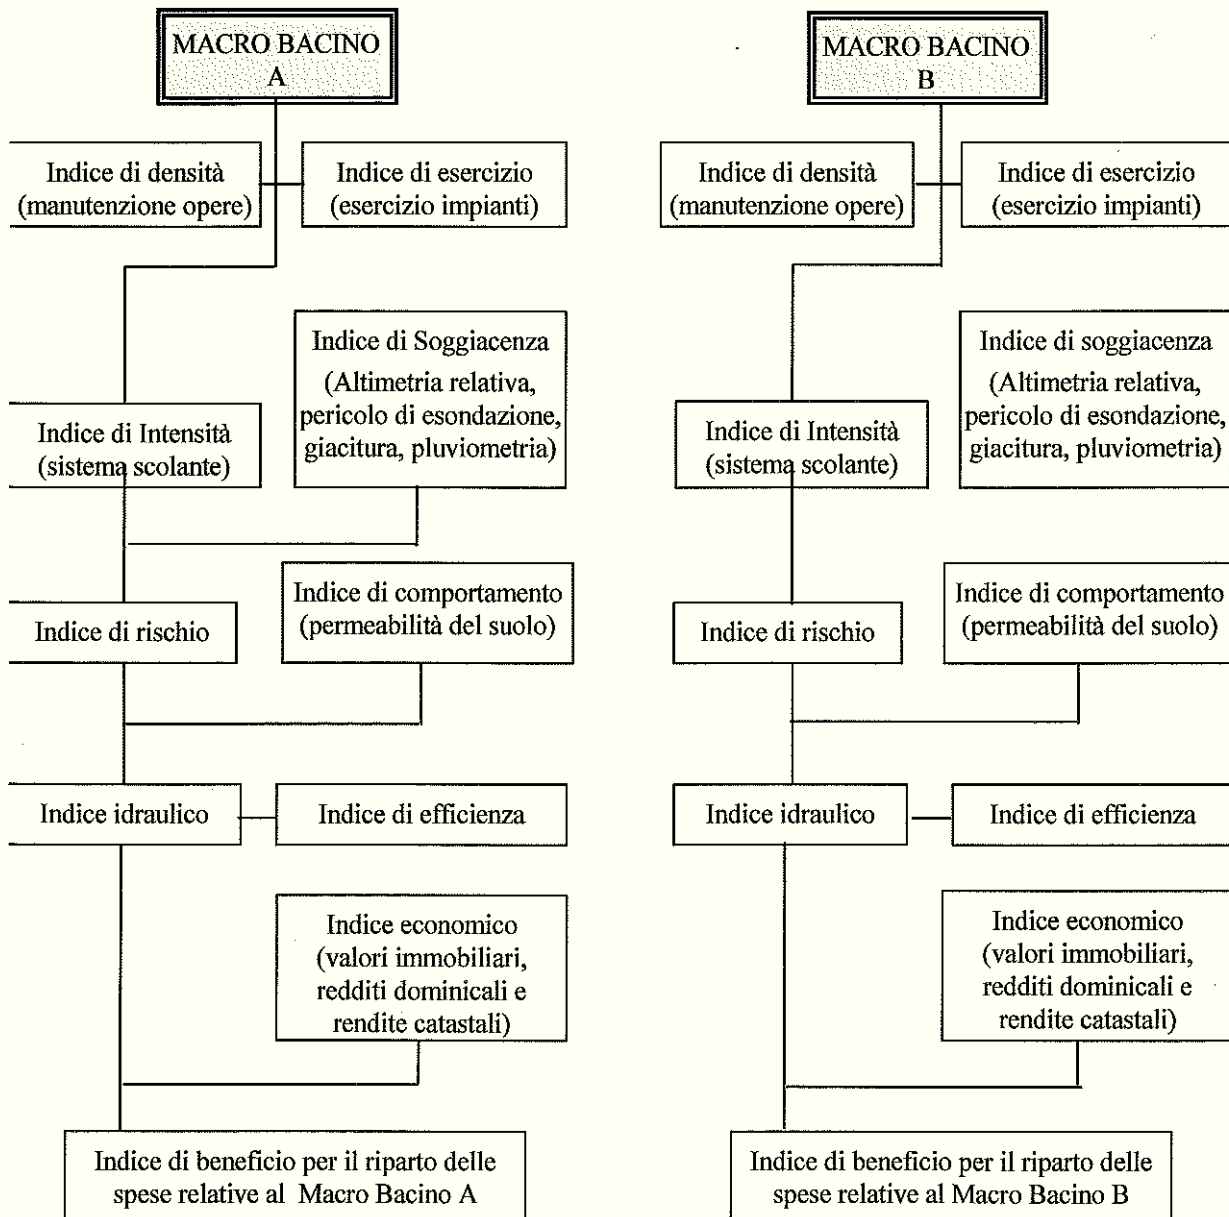 MACRO BACINO
A
Indice di densità
(manutenzione opere)
Indice di esercizio
(esercizio impianti)
Indice di Soggiacenza
(Altimetria relativa,
pericolo di esondazione,
giacitura, pluviometria)
Indice di Intensità
(sistema scolante)
Indice di comportamento
(permeabilità del suolo)
Indice di rischio
Indice idraulico
Indice di efficienza
Indice economico
(valori immobiliari,
redditi dominicali e
rendite catastali)
Indice di beneficio per il riparto delle
spese relative al Macro Bacino A
MACRO BACINO
B
Indice di densità
(manutenzione opere)
Indice di esercizio
(esercizio impianti)
Indice di soggiacenza
(Altimetria relativa,
pericolo di esondazione,
giacitura, pluviometria)
Indice di Intensità
(sistema scolante)
Indice di comportamento
(permeabilità del suolo)
Indice di rischio
Indice idraulico
Indice di efficienza
Indice economico
(valori immobiliari,
redditi dominicali e
rendite catastali)
Indice di beneficio per il riparto delle
spese relative al Macro Bacino B